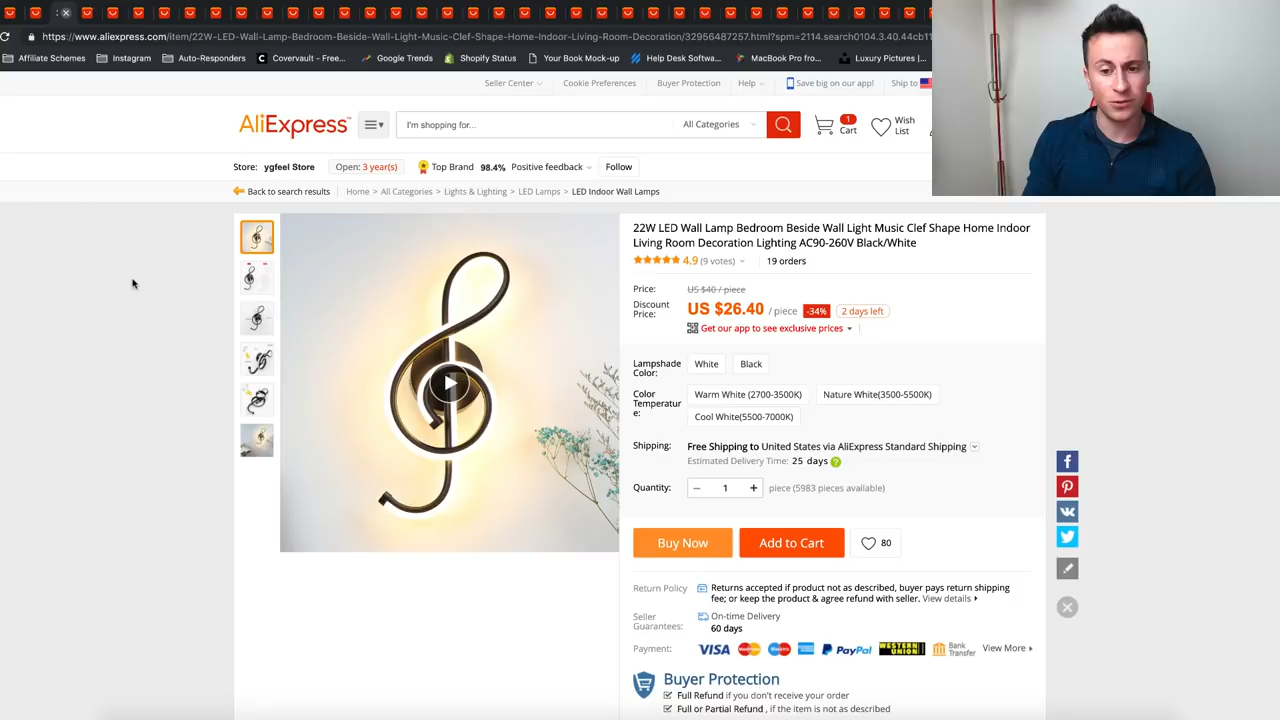 https://www.aliexpress.com/item/22W-LED-Wall-Lamp-Bedroom-Beside-Wall-Light-Music-Clef-Shape-Home-Indoor-Living-Room-Decoration/32956487257.html?spm=2114.search0104.3.40.44cb11
Affiliate Schemes Instagram Auto-Responders Covervault - Free... Google Trends Shopify Status Your Book Mock-up Help Desk Softwa... MacBook Pro fro... Luxury Pictures |...
Seller Center Cookie Preferences Buyer Protection Help Save big on our app! Ship to
AliExpress™ I'm shopping for... All Categories 1 Cart Wish List
Store: ygfeel Store Open: 3 year(s) Top Brand 98.4% Positive feedback Follow
Back to search results Home > All Categories > Lights & Lighting > LED Lamps > LED Indoor Wall Lamps
22W LED Wall Lamp Bedroom Beside Wall Light Music Clef Shape Home Indoor
Living Room Decoration Lighting AC90-260V Black/White
4.9 (9 votes) 19 orders
Price: US $40 / piece
Discount Price: US $26.40 / piece -34% 2 days left
Get our app to see exclusive prices
Lampshade Color: White Black
Color Temperature: Warm White (2700-3500K) Nature White(3500-5500K)
Cool White(5500-7000K)
Shipping: Free Shipping to United States via AliExpress Standard Shipping
Estimated Delivery Time: 25 days ?
Quantity: − 1 + piece (5983 pieces available)
Buy Now Add to Cart 80
Return Policy Returns accepted if product not as described, buyer pays return shipping
fee; or keep the product & agree refund with seller. View details
Seller Guarantees: On-time Delivery
60 days
Payment: VISA PayPal WESTERN UNION Bank Transfer View More
Buyer Protection
Full Refund if you don't receive your order
Full or Partial Refund , if the item is not as described